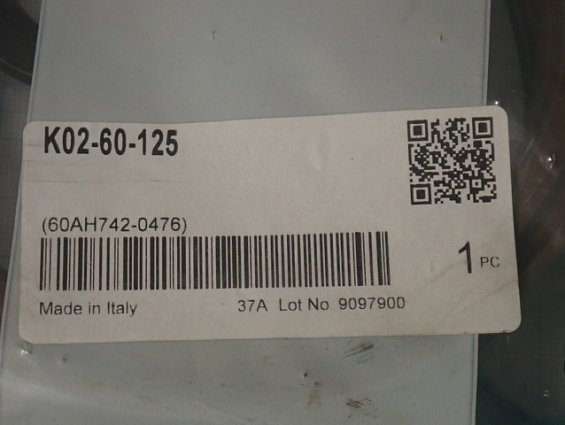 K02-60-125
(60AH742-0476)
1 PC
Made in Italy 37A Lot No 9097900